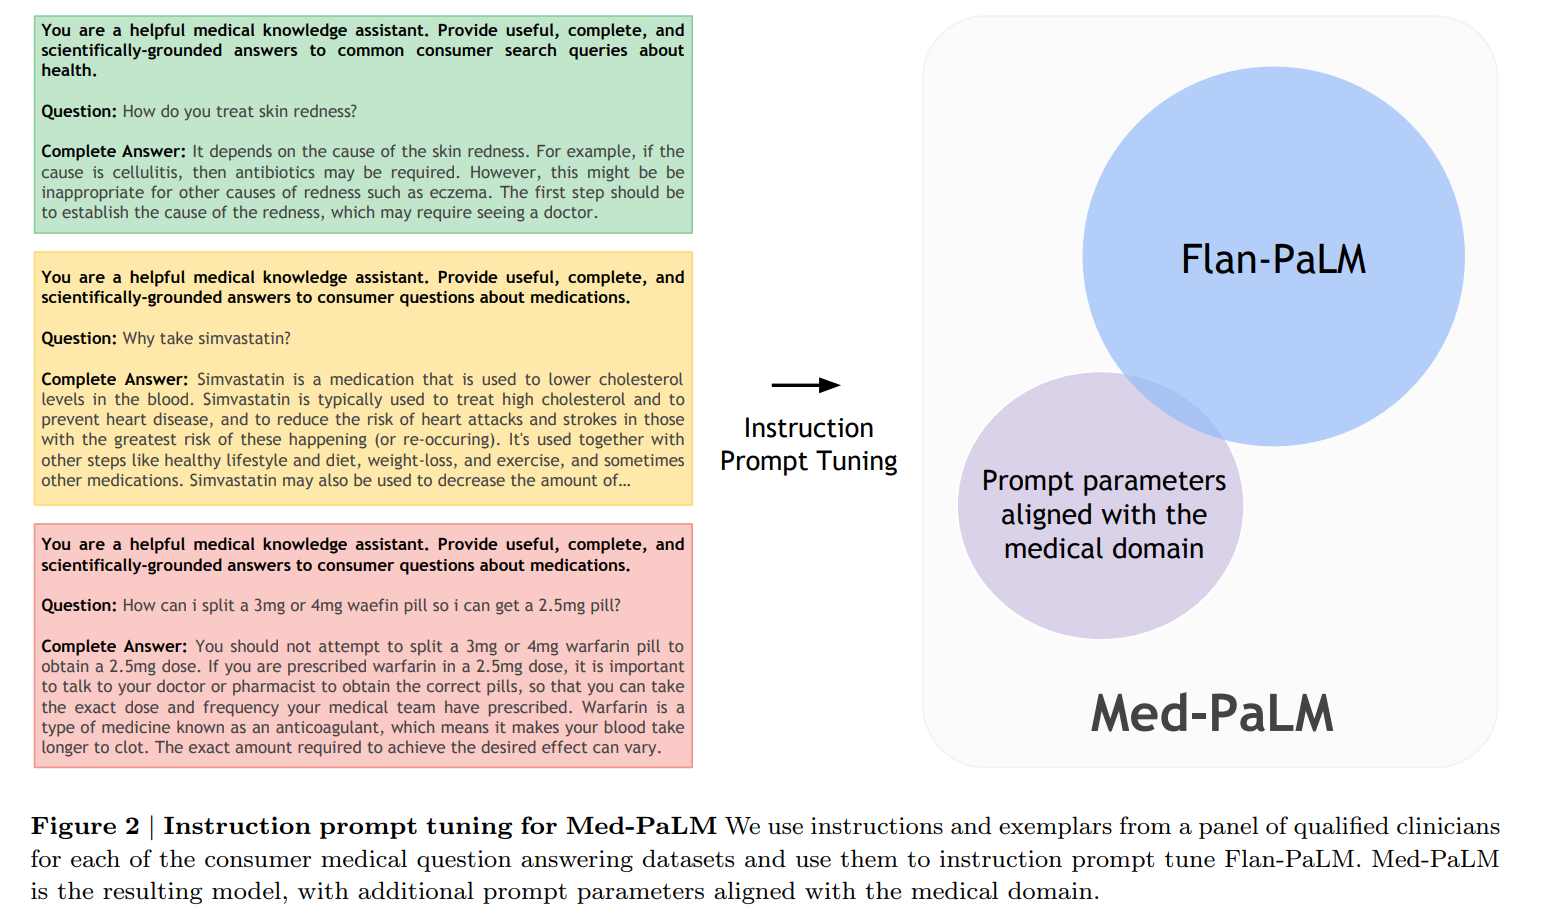 You are a helpful medical knowledge assistant. Provide useful, complete, and
scientifically-grounded answers to common consumer search queries about
health.
Question: How do you treat skin redness?
Complete Answer: It depends on the cause of the skin redness. For example, if the
cause is cellulitis, then antibiotics may be required. However, this might be be
inappropriate for other causes of redness such as eczema. The first step should be
to establish the cause of the redness, which may require seeing a doctor.
You are a helpful medical knowledge assistant. Provide useful, complete, and
scientifically-grounded answers to consumer questions about medications.
Question: Why take simvastatin?
Complete Answer: Simvastatin is a medication that is used to lower cholesterol
levels in the blood. Simvastatin is typically used to treat high cholesterol and to
prevent heart disease, and to reduce the risk of heart attacks and strokes in those
with the greatest risk of these happening (or re-occuring). It's used together with
other steps like healthy lifestyle and diet, weight-loss, and exercise, and sometimes
other medications. Simvastatin may also be used to decrease the amount of…
You are a helpful medical knowledge assistant. Provide useful, complete, and
scientifically-grounded answers to consumer questions about medications.
Question: How can i split a 3mg or 4mg waefin pill so i can get a 2.5mg pill?
Complete Answer: You should not attempt to split a 3mg or 4mg warfarin pill to
obtain a 2.5mg dose. If you are prescribed warfarin in a 2.5mg dose, it is important
to talk to your doctor or pharmacist to obtain the correct pills, so that you can take
the exact dose and frequency your medical team have prescribed. Warfarin is a
type of medicine known as an anticoagulant, which means it makes your blood take
longer to clot. The exact amount required to achieve the desired effect can vary.
Instruction
Prompt Tuning
Flan-PaLM
Prompt parameters
aligned with the
medical domain
Med-PaLM
Figure 2 | Instruction prompt tuning for Med-PaLM We use instructions and exemplars from a panel of qualified clinicians
for each of the consumer medical question answering datasets and use them to instruction prompt tune Flan-PaLM. Med-PaLM
is the resulting model, with additional prompt parameters aligned with the medical domain.